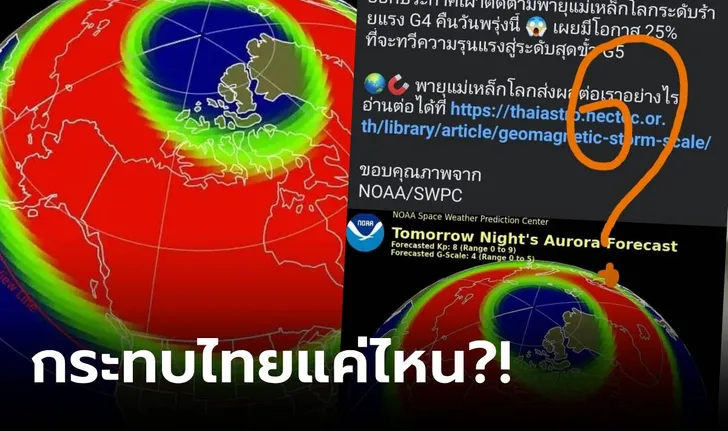 ยแรง G4 คืนวันพรุ่งนี้ 😱 เผยมีโอกาส 25%
ที่จะทวีความรุนแรงสู่ระดับสุดขั้ว G5
🌍🧲 พายุแม่เหล็กโลกส่งผลต่อเราอย่างไร
อ่านต่อได้ที่ https://thaiastro.nectec.or.
th/library/article/geomagnetic-storm-scale/
ขอบคุณภาพจาก
NOAA/SWPC
NOAA
NOAA Space Weather Prediction Center
Tomorrow Night's Aurora Forecast
Forecasted Kp: 8 (Range 0 to 9)
Forecasted G-Scale: 4 (Range 0 to 5)
View Line
กระทบไทยแค่ไหน?!